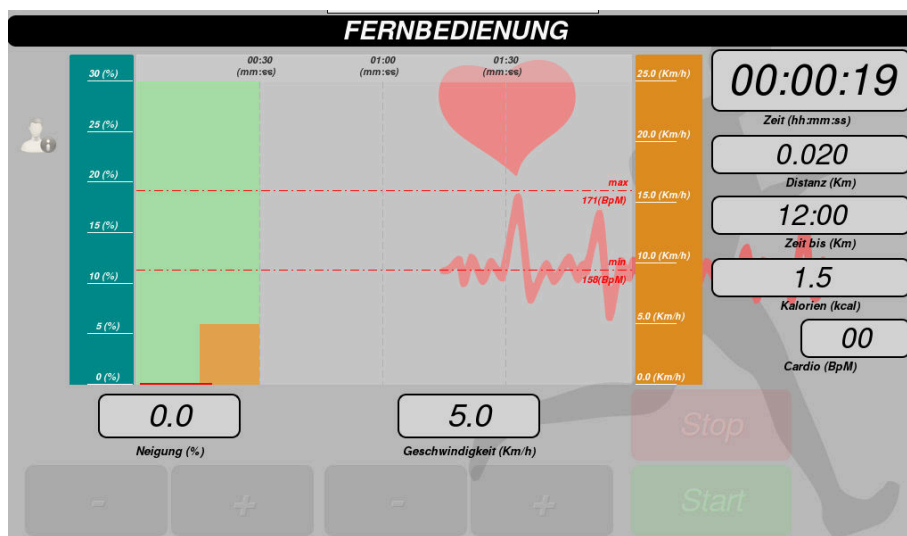 FERNBEDIENUNG
00:30
(mm:ss)
01:00
(mm:ss)
01:30
(mm:ss)
30 (%)
25 (%)
20 (%)
15 (%)
10 (%)
5 (%)
0 (%)
max
171(BpM)
min
158(BpM)
25.0 (Km/h)
20.0 (Km/h)
15.0 (Km/h)
10.0 (Km/h)
5.0 (Km/h)
0.0 (Km/h)
00:00:19
Zeit (hh:mm:ss)
0.020
Distanz (Km)
12:00
Zeit bis (Km)
1.5
Kalorien (kcal)
00
Cardio (BpM)
0.0
Neigung (%)
5.0
Geschwindigkeit (Km/h)
Stop
- + - + Start